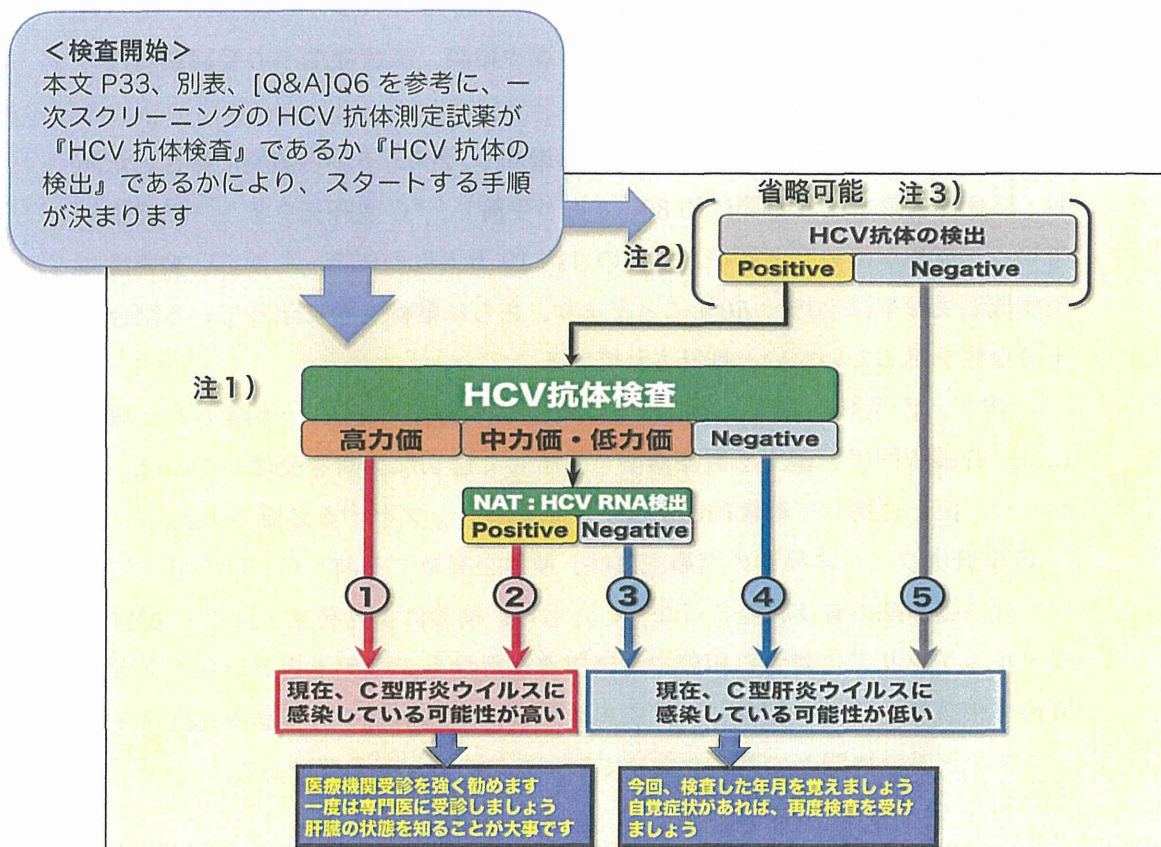 ＜検査開始＞
本文 P33、別表、[Q&A]Q6 を参考に、一
次スクリーニングの HCV 抗体測定試薬が
『HCV 抗体検査』であるか『HCV 抗体の
検出』であるかにより、スタートする手順
が決まります
省略可能 注３）
注２）
HCV抗体の検出
Positive Negative
注１）
HCV抗体検査
高力価 中力価・低力価 Negative
NAT：HCV RNA検出
Positive Negative
① ② ③ ④ ⑤
現在、C型肝炎ウイルスに
感染している可能性が高い
現在、C型肝炎ウイルスに
感染している可能性が低い
医療機関受診を強く勧めます
一度は専門医に受診しましょう
肝臓の状態を知ることが大事です
今回、検査した年月を覚えましょう
自覚症状があれば、再度検査を受け
ましょう